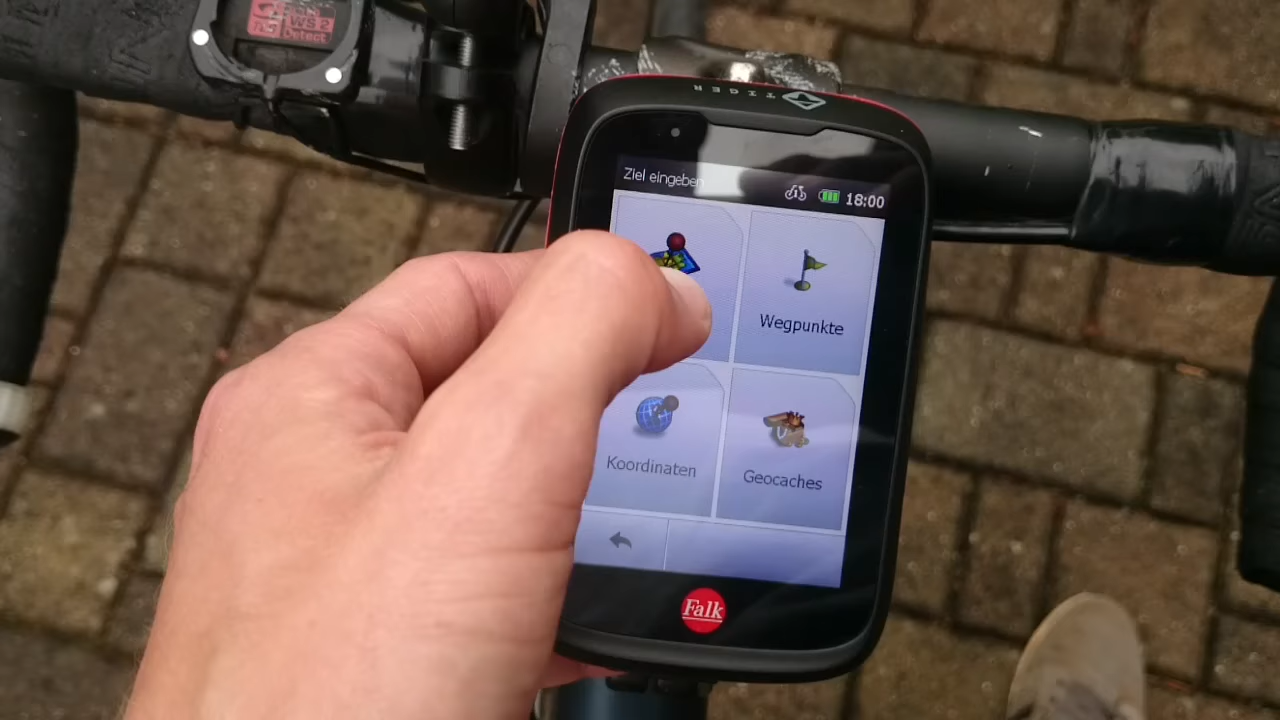 WS 2
Detect
TIGER
Ziel eingeben
18:00
Wegpunkte
Koordinaten
Geocaches
Falk